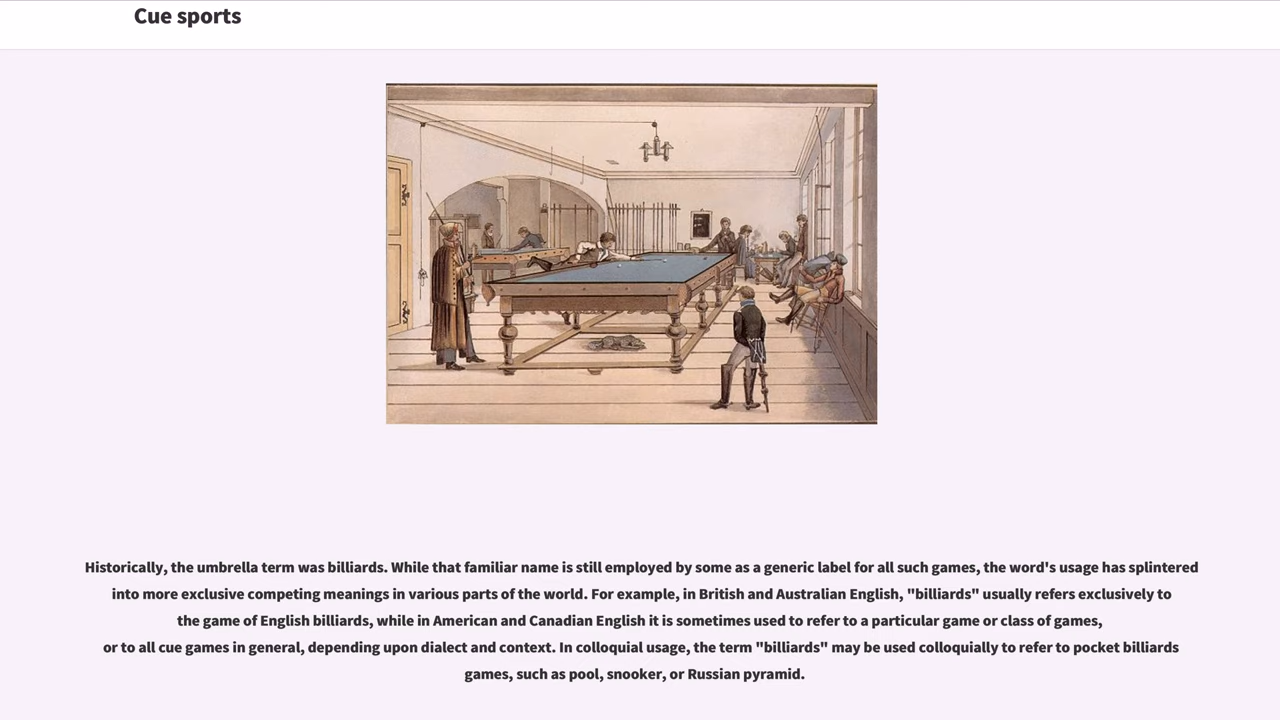 Cue sports
Historically, the umbrella term was billiards. While that familiar name is still employed by some as a generic label for all such games, the word's usage has splintered
into more exclusive competing meanings in various parts of the world. For example, in British and Australian English, "billiards" usually refers exclusively to
the game of English billiards, while in American and Canadian English it is sometimes used to refer to a particular game or class of games,
or to all cue games in general, depending upon dialect and context. In colloquial usage, the term "billiards" may be used colloquially to refer to pocket billiards
games, such as pool, snooker, or Russian pyramid.